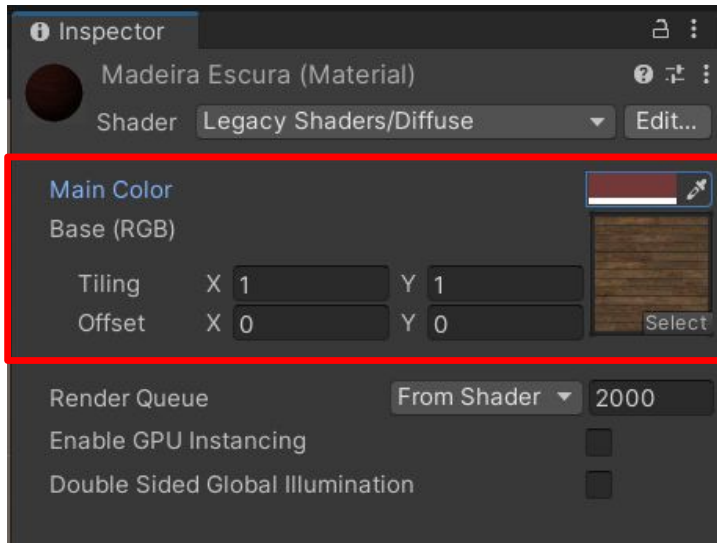 Inspector
Madeira Escura (Material)
Shader Legacy Shaders/Diffuse Edit...
Main Color
Base (RGB)
Tiling X 1 Y 1
Offset X 0 Y 0 Select
Render Queue From Shader 2000
Enable GPU Instancing
Double Sided Global Illumination